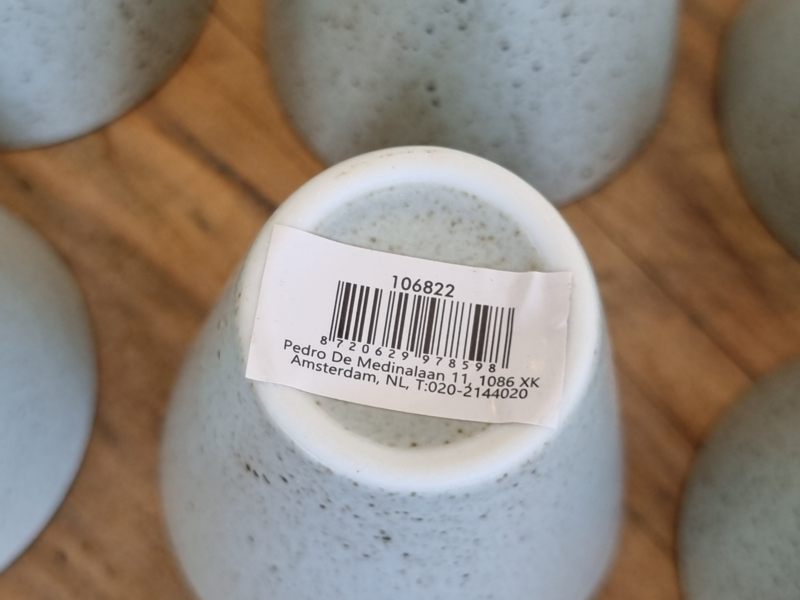 106822
8 720629 978598
Pedro De Medinalaan 11, 1086 XK
Amsterdam, NL, T:020-2144020